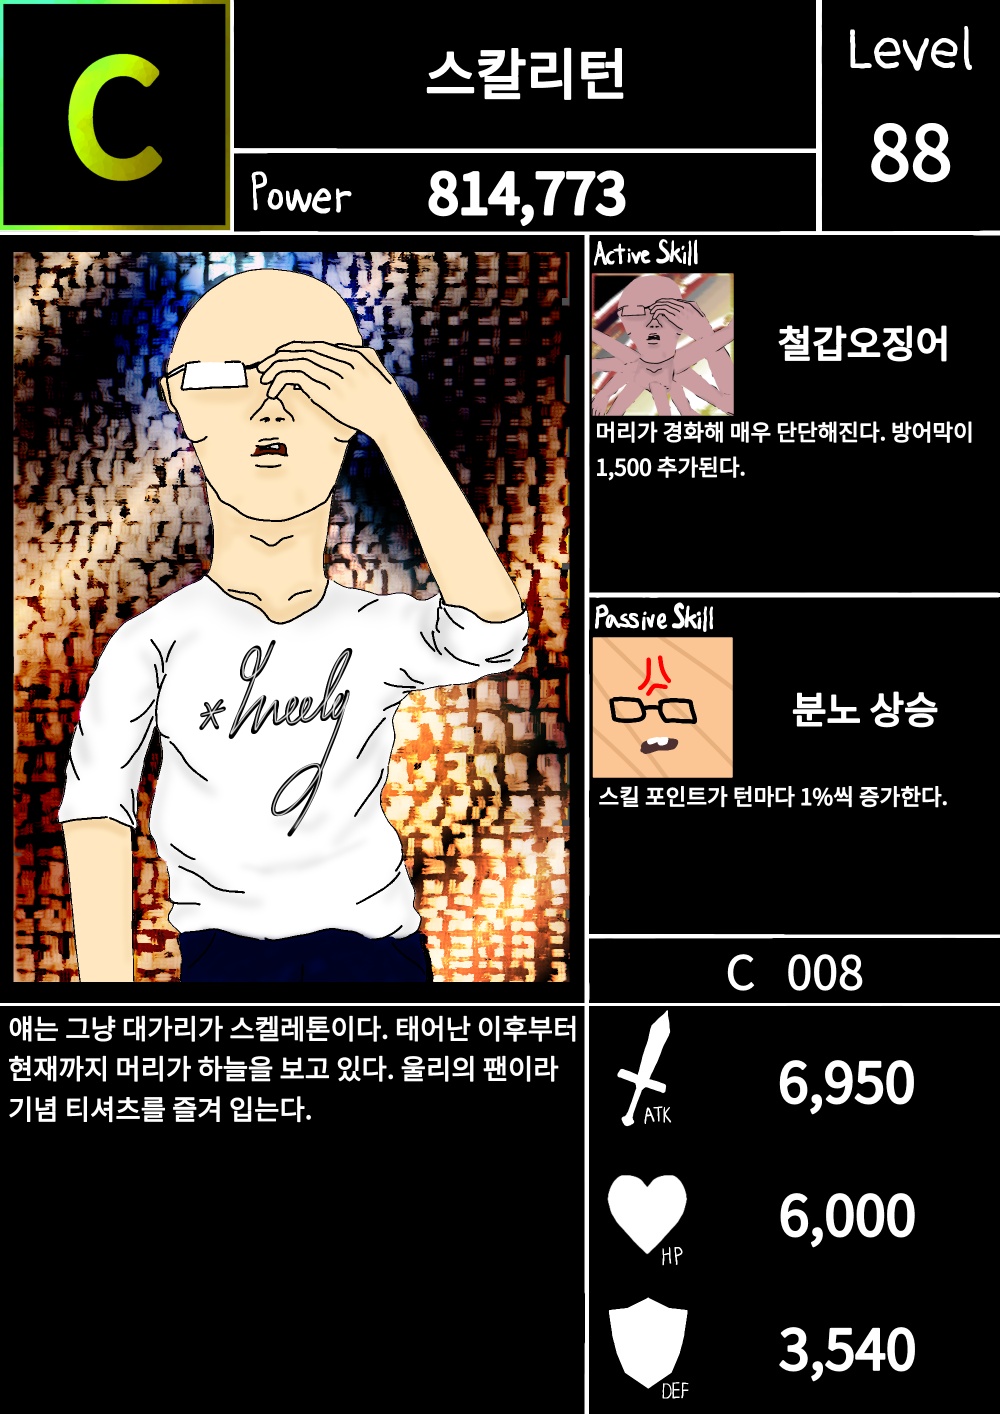 C
스칼리턴
Level
88
Power 814,773
Active Skill
철갑오징어
머리가 경화해 매우 단단해진다. 방어막이
1,500 추가된다.
Passive Skill
분노 상승
스킬 포인트가 턴마다 1%씩 증가한다.
C 008
얘는 그냥 대가리가 스켈레톤이다. 태어난 이후부터
현재까지 머리가 하늘을 보고 있다. 울리의 팬이라
기념 티셔츠를 즐겨 입는다.
ATK 6,950
HP 6,000
DEF 3,540